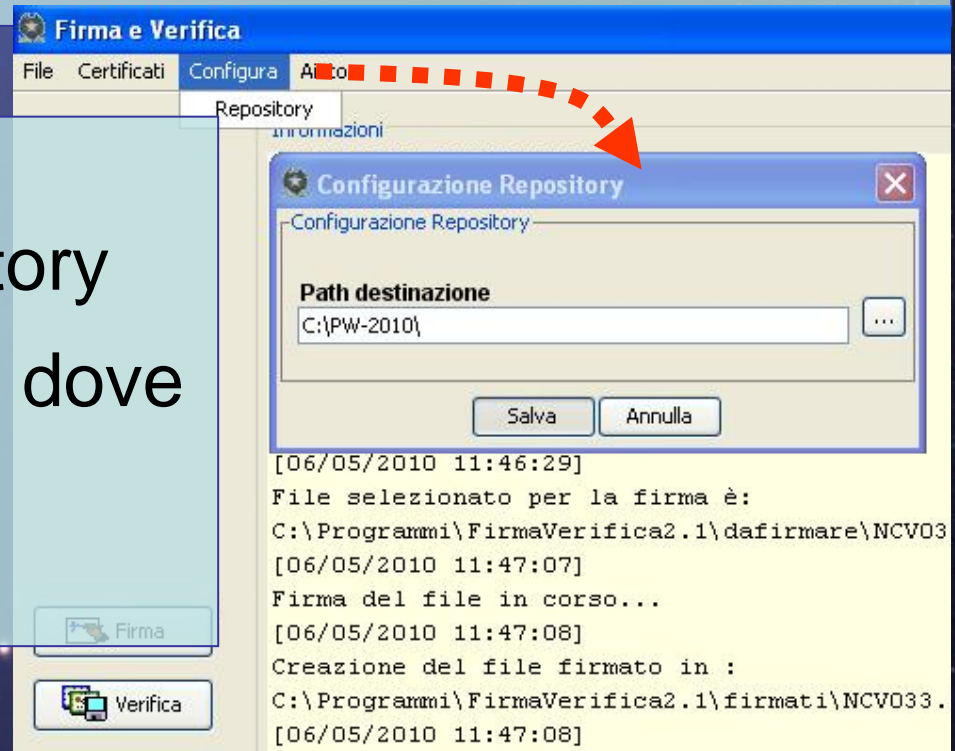 Firma e Verifica
File Certificati Configura Aiuto
Repository
Informazioni
Configurazione Repository
Configurazione Repository
Path destinazione
C:\PW-2010\
...
Salva Annulla
dove
[06/05/2010 11:46:29]
File selezionato per la firma è:
C:\Programmi\FirmaVerifica2.1\dafirmare\NCV03
[06/05/2010 11:47:07]
Firma del file in corso...
[06/05/2010 11:47:08]
Creazione del file firmato in :
C:\Programmi\FirmaVerifica2.1\firmati\NCV033.
[06/05/2010 11:47:08]
Firma
Verifica